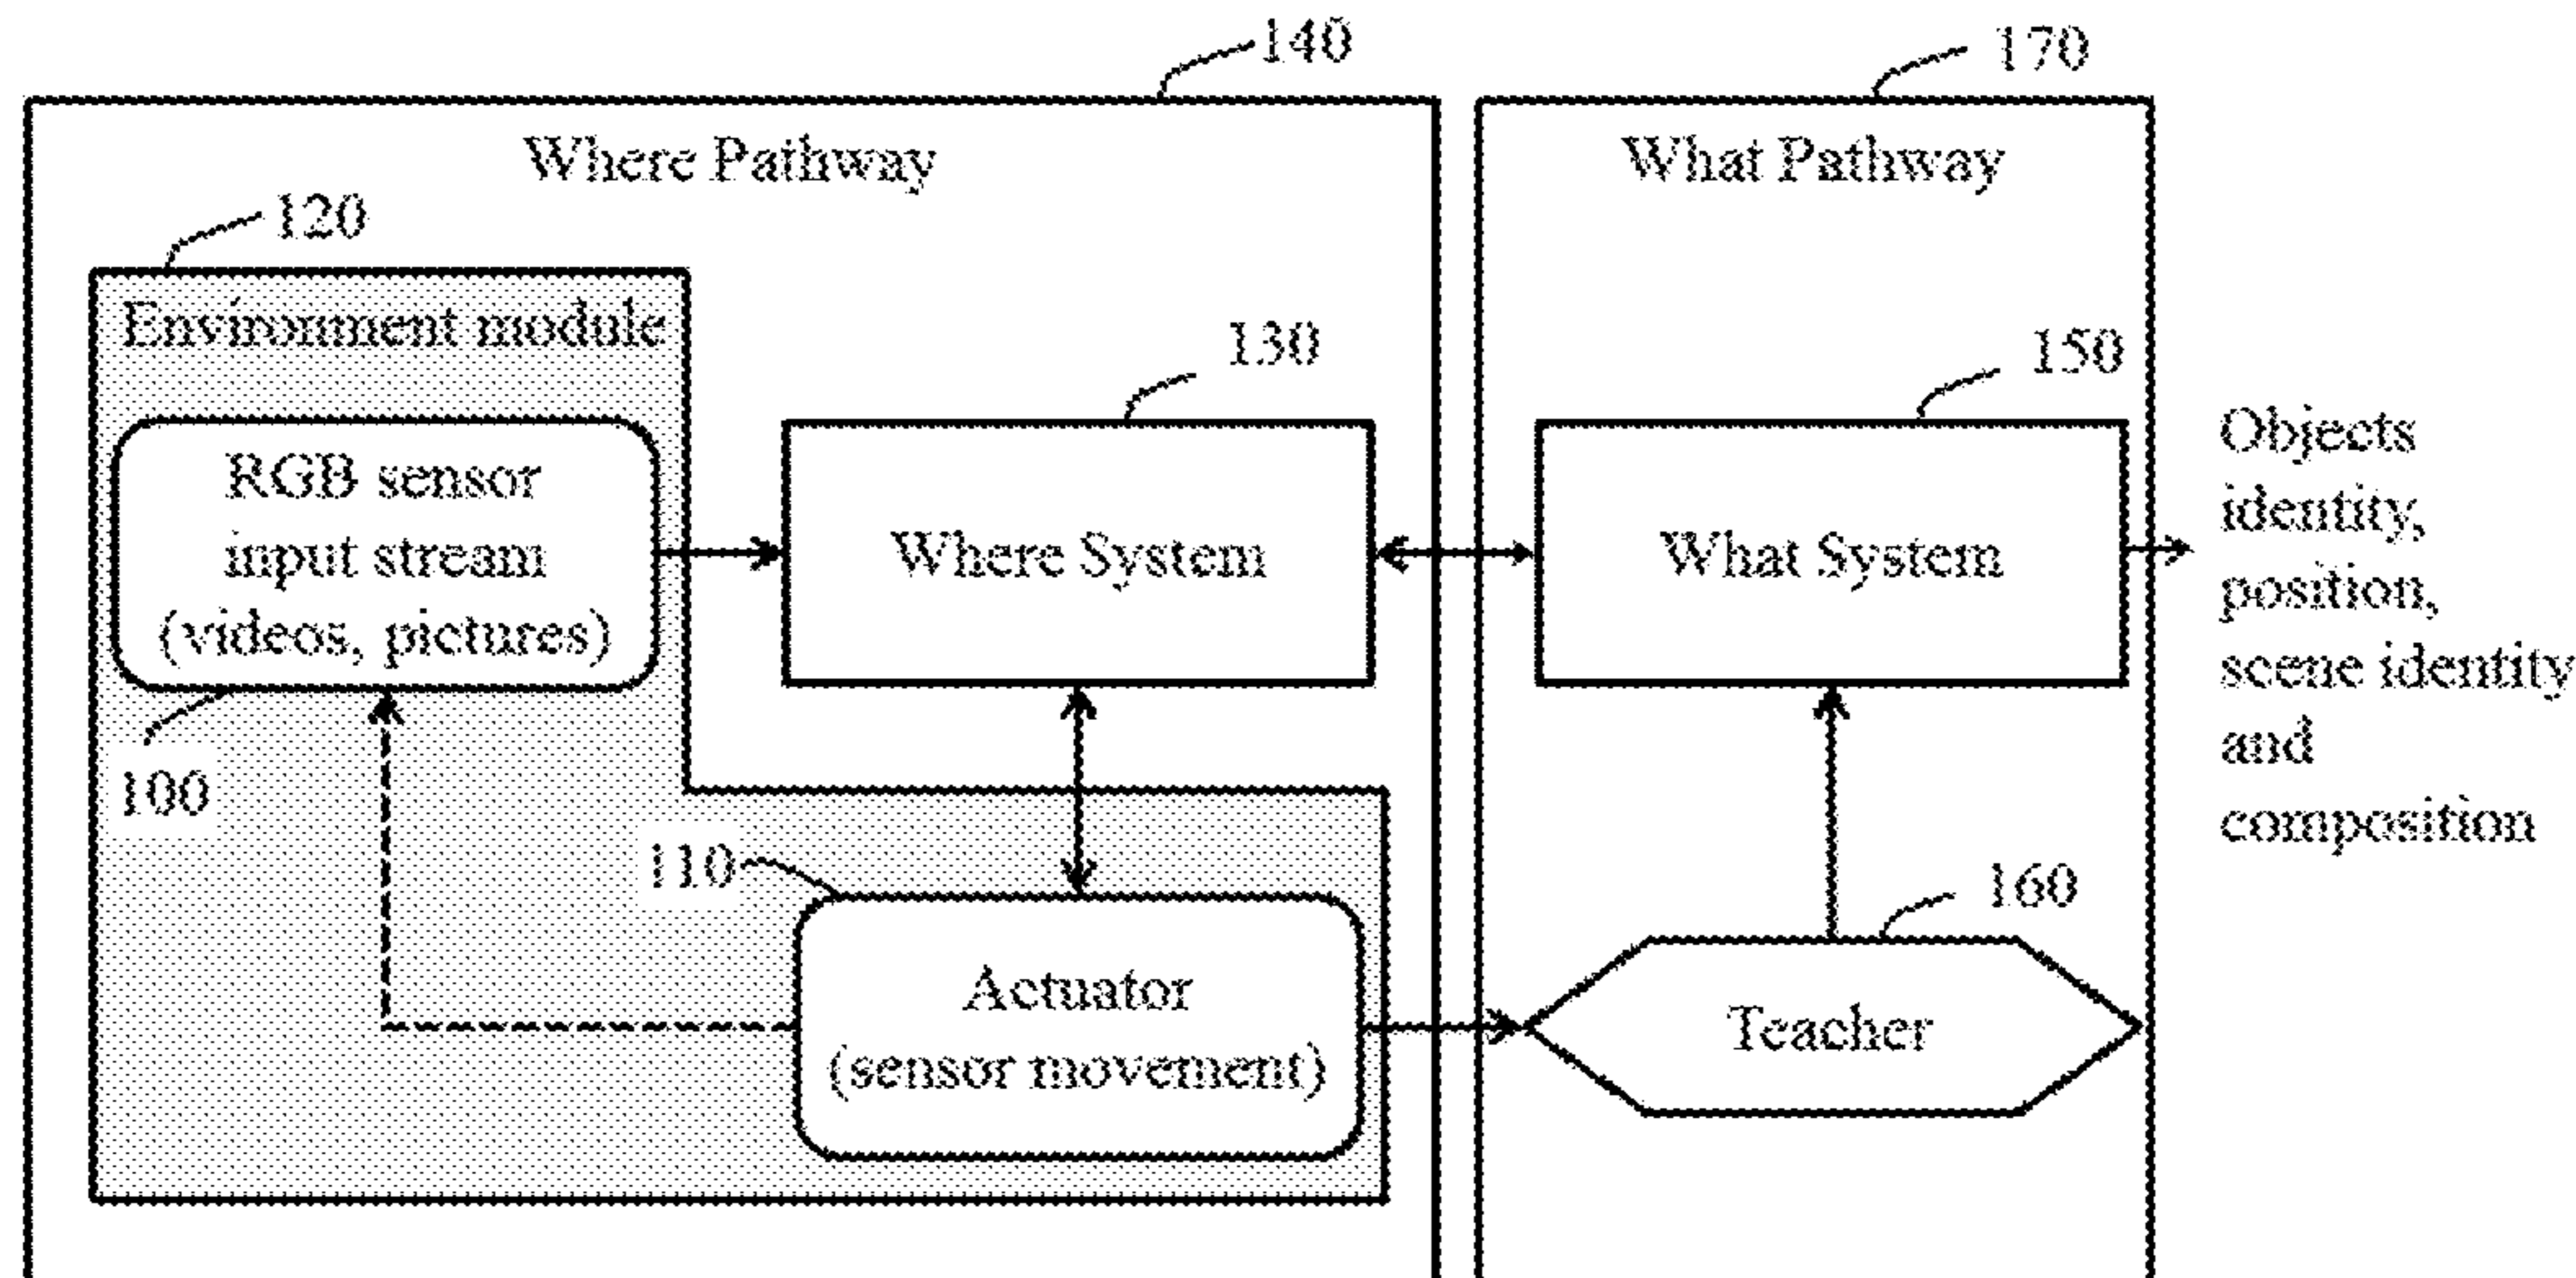 140
170
Where Pathway
What Pathway
120
Environment module
130
150
RGB sensor
input stream
(videos, pictures)
Where System
What System
Objects
identity,
position,
scene identity
and
composition
100
110
160
Actuator
(sensor movement)
Teacher